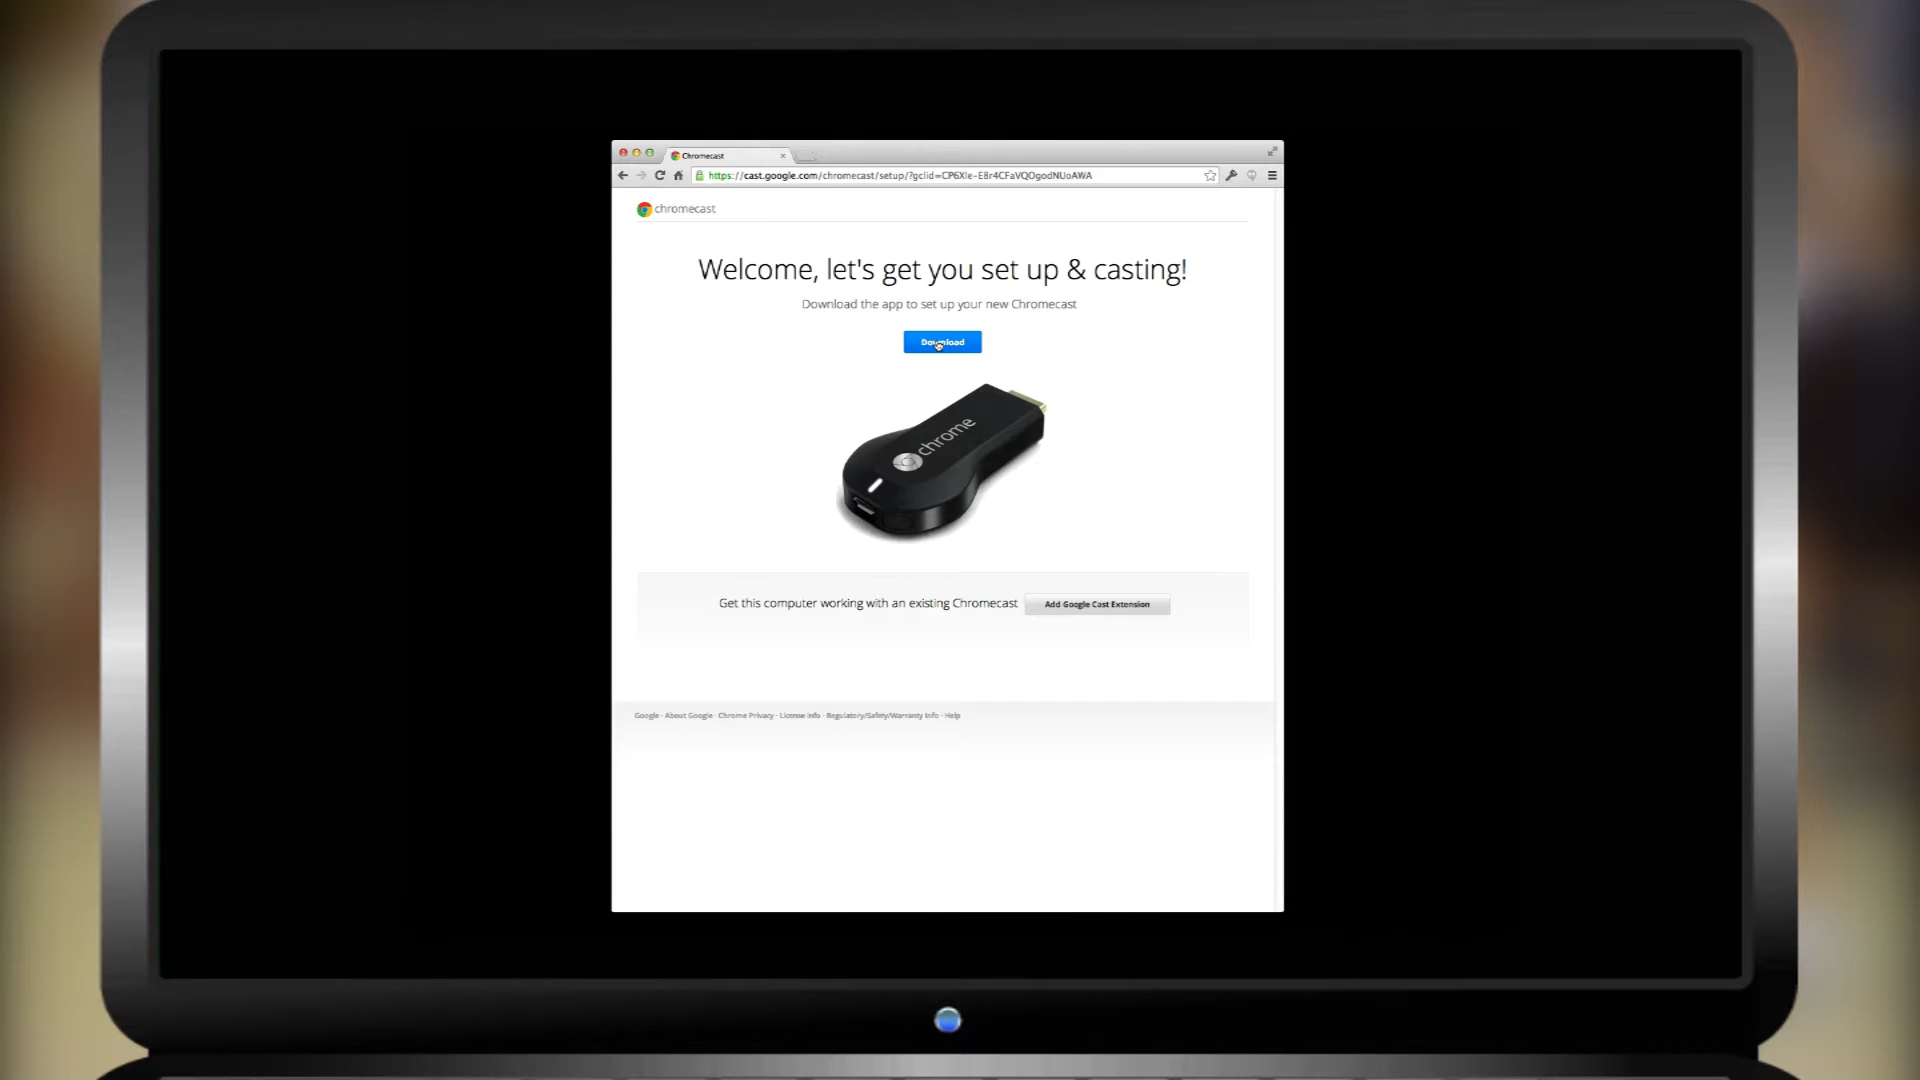 Chromecast
https://cast.google.com/chromecast/setup/?gclid=CP6Xle-E8r4CFaVQOgodNUoAWA
chromecast
Welcome, let's get you set up & casting!
Download the app to set up your new Chromecast
Download
chrome
Get this computer working with an existing Chromecast Add Google Cast Extension
Google · About Google · Chrome Privacy · License Info · Regulatory/Safety/Warranty Info · Help